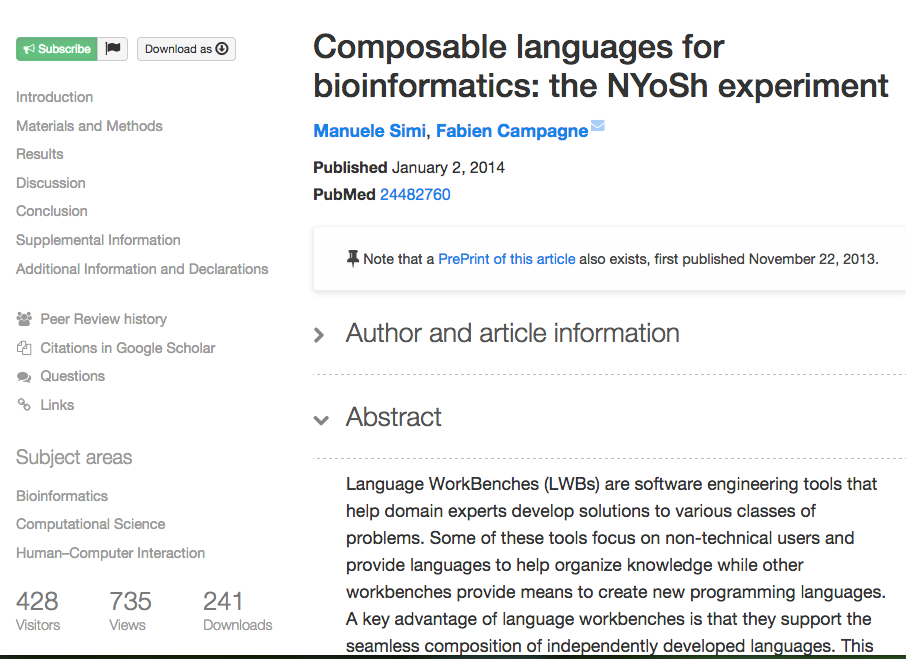 Subscribe
Download as
Introduction
Materials and Methods
Results
Discussion
Conclusion
Supplemental Information
Additional Information and Declarations
Peer Review history
Citations in Google Scholar
Questions
Links
Subject areas
Bioinformatics
Computational Science
Human–Computer Interaction
428 735 241
Visitors Views Downloads
Composable languages for
bioinformatics: the NYoSh experiment
Manuele Simi, Fabien Campagne
Published January 2, 2014
PubMed 24482760
Note that a PrePrint of this article also exists, first published November 22, 2013.
Author and article information
Abstract
Language WorkBenches (LWBs) are software engineering tools that
help domain experts develop solutions to various classes of
problems. Some of these tools focus on non-technical users and
provide languages to help organize knowledge while other
workbenches provide means to create new programming languages.
A key advantage of language workbenches is that they support the
seamless composition of independently developed languages. This